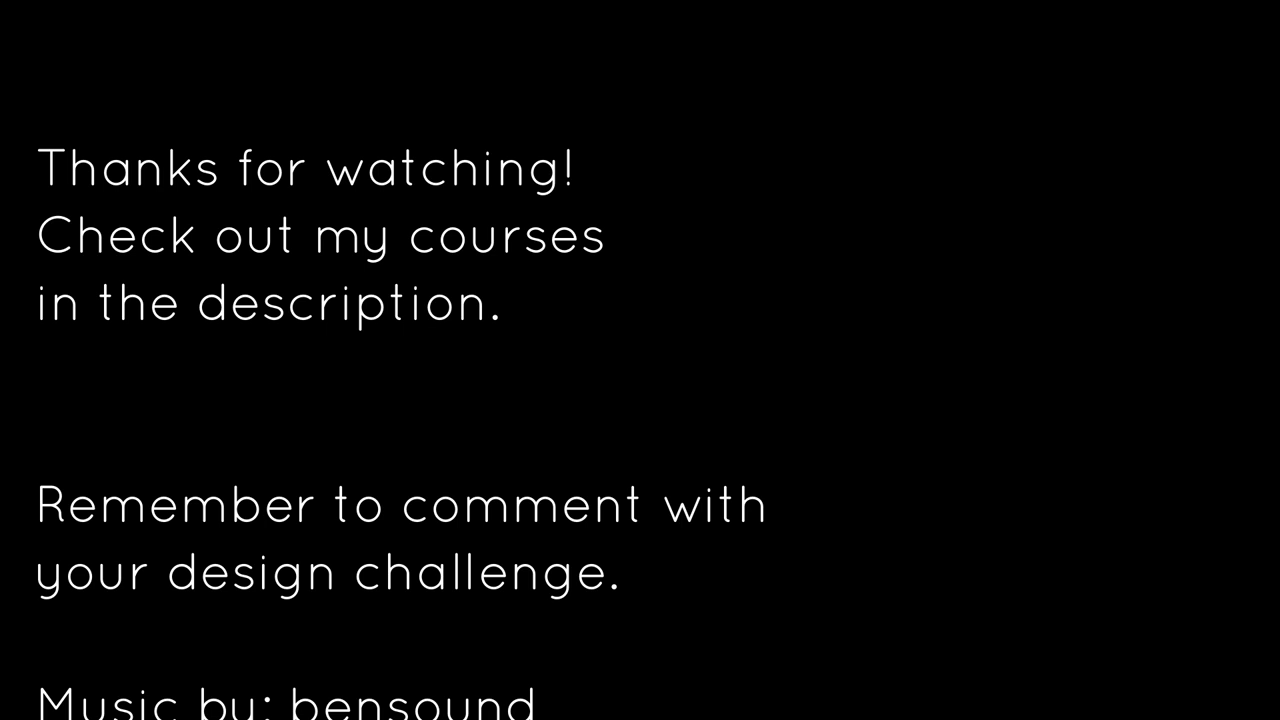 Thanks for watching!
Check out my courses
in the description.
Remember to comment with
your design challenge.
Music by: bensound